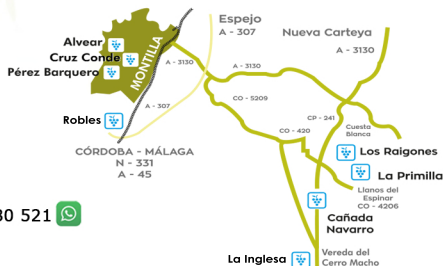 Espejo
A - 307
Nueva Carteya
A - 3130
Alvear
Cruz Conde
Pérez Barquero
MONTILLA
A - 3130
A - 3130
A - 307
CO - 5209
CP - 241
CO - 420
Cuesta
Blanca
Robles
CÓRDOBA - MÁLAGA
N - 331
A - 45
Los Raigones
La Primilla
Llanos del
Espinar
CO - 4206
Cañada
Navarro
80 521
La Inglesa
Vereda del
Cerro Macho